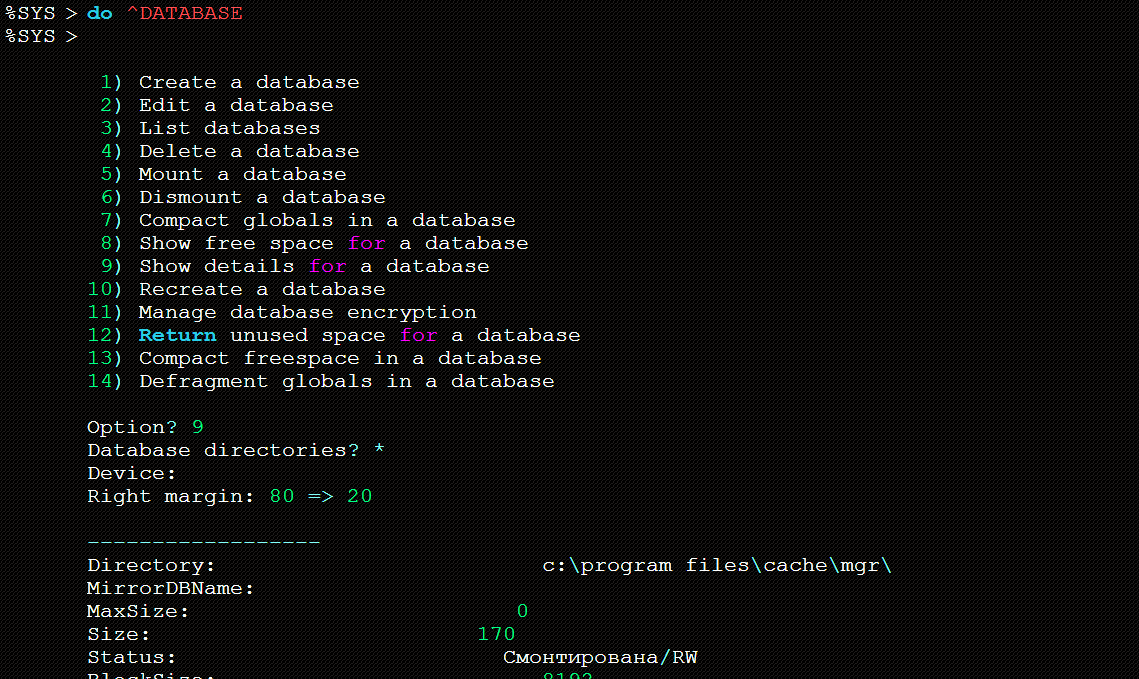 %SYS > do ^DATABASE
%SYS >
1) Create a database
2) Edit a database
3) List databases
4) Delete a database
5) Mount a database
6) Dismount a database
7) Compact globals in a database
8) Show free space for a database
9) Show details for a database
10) Recreate a database
11) Manage database encryption
12) Return unused space for a database
13) Compact freespace in a database
14) Defragment globals in a database
Option? 9
Database directories? *
Device:
Right margin: 80 => 20
------------------
Directory: c:\program files\cache\mgr\
MirrorDBName:
MaxSize: 0
Size: 170
Status: Смонтирована/RW
BlockSize: 8192